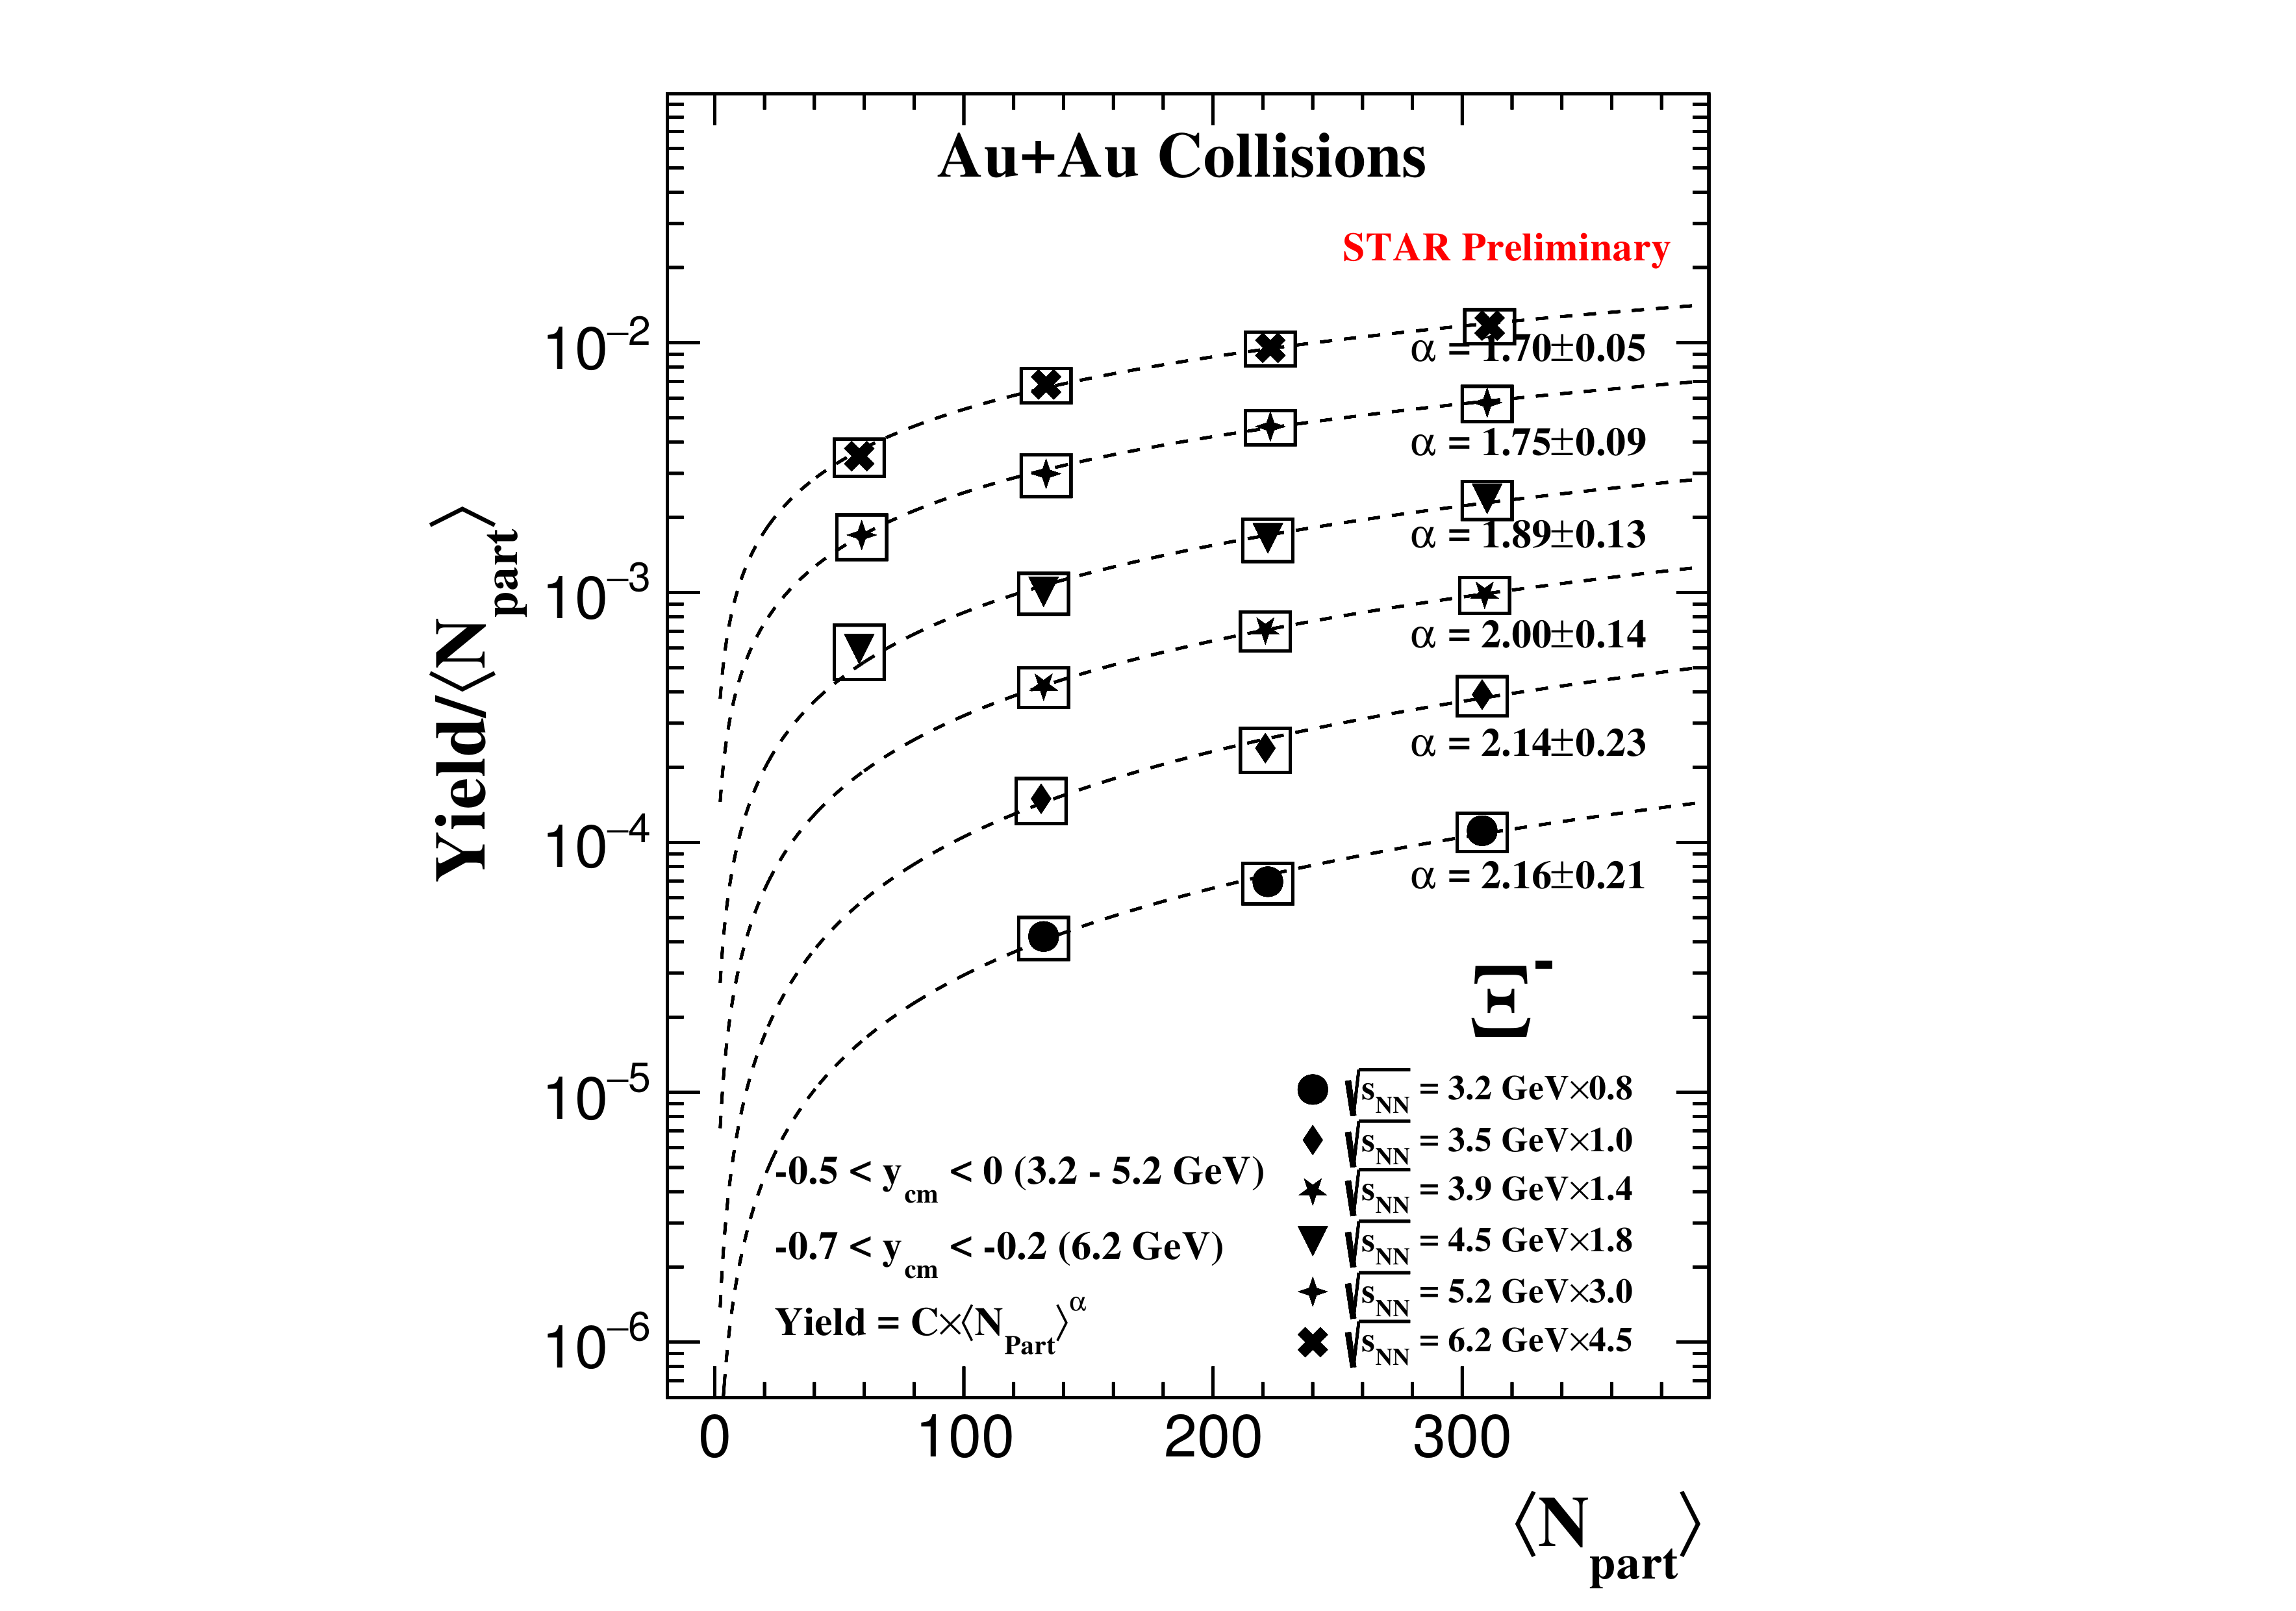 Au+Au Collisions
STAR Preliminary
Yield/⟨N_part⟩
10⁻²
10⁻³
10⁻⁴
10⁻⁵
10⁻⁶
α = 1.70±0.05
α = 1.75±0.09
α = 1.89±0.13
α = 2.00±0.14
α = 2.14±0.23
α = 2.16±0.21
Ξ⁻
√s_NN = 3.2 GeV×0.8
√s_NN = 3.5 GeV×1.0
√s_NN = 3.9 GeV×1.4
√s_NN = 4.5 GeV×1.8
√s_NN = 5.2 GeV×3.0
√s_NN = 6.2 GeV×4.5
-0.5 < y_cm < 0 (3.2 - 5.2 GeV)
-0.7 < y_cm < -0.2 (6.2 GeV)
Yield = C×⟨N_Part⟩^α
0 100 200 300
⟨N_part⟩